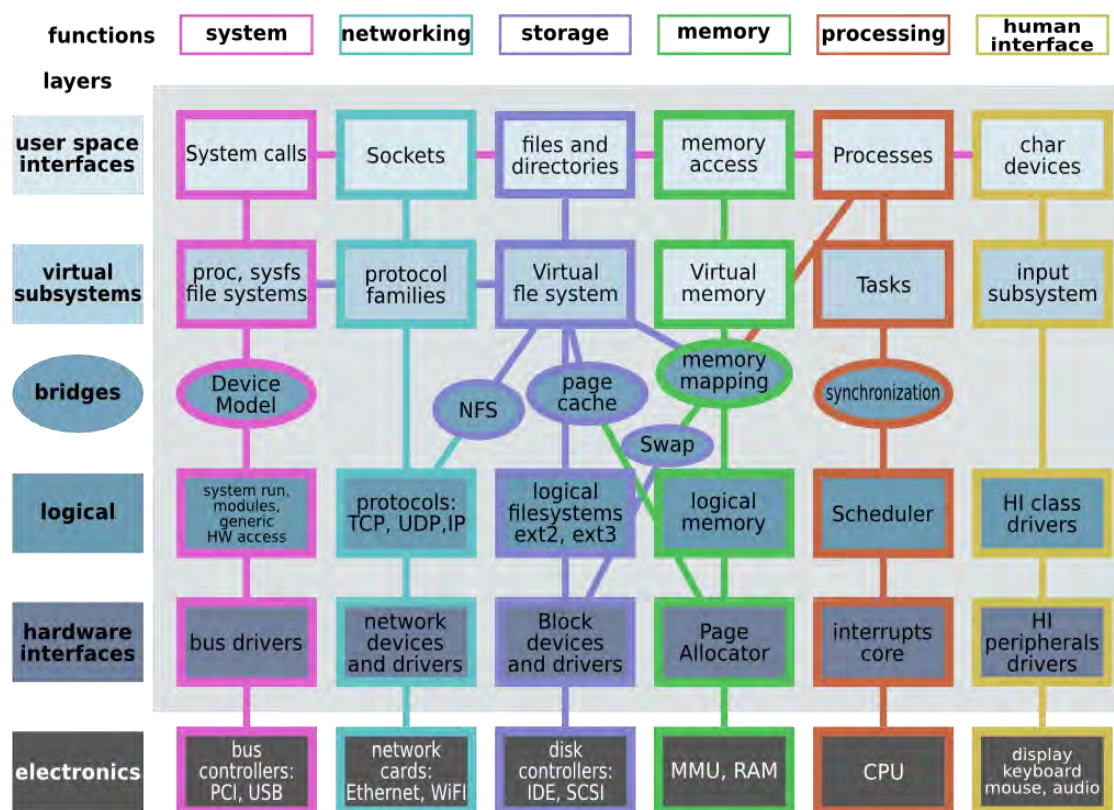 functions
system
networking
storage
memory
processing
human
interface
layers
user space
interfaces
System calls
Sockets
files and
directories
memory
access
Processes
char
devices
virtual
subsystems
proc, sysfs
file systems
protocol
families
Virtual
fle system
Virtual
memory
Tasks
input
subsystem
bridges
Device
Model
NFS
page
cache
memory
mapping
synchronization
Swap
logical
system run,
modules,
generic
HW access
protocols:
TCP, UDP,IP
logical
filesystems
ext2, ext3
logical
memory
Scheduler
HI class
drivers
hardware
interfaces
bus drivers
network
devices
and drivers
Block
devices
and drivers
Page
Allocator
interrupts
core
HI
peripherals
drivers
electronics
bus
controllers:
PCI, USB
network
cards:
Ethernet, WiFI
disk
controllers:
IDE, SCSI
MMU, RAM
CPU
display
keyboard
mouse, audio